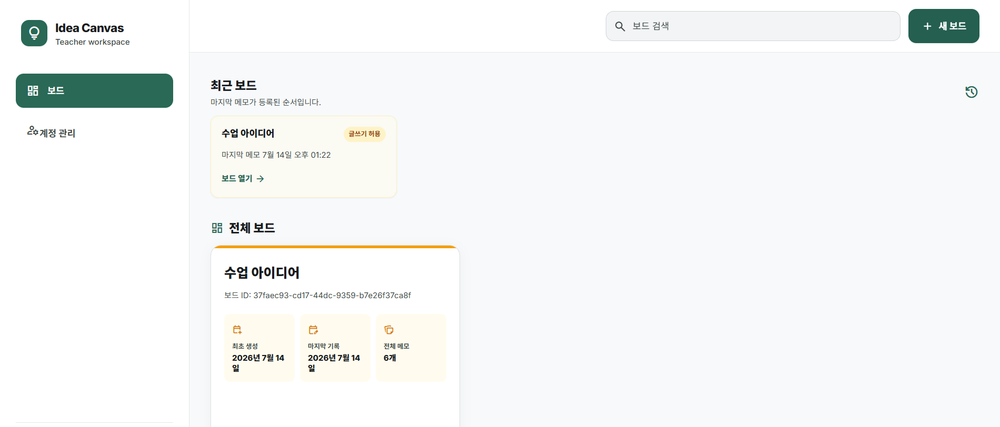 Idea Canvas
Teacher workspace
보드
계정 관리
보드 검색
새 보드
최근 보드
마지막 메모가 등록된 순서입니다.
수업 아이디어
글쓰기 허용
마지막 메모 7월 14일 오후 01:22
보드 열기
전체 보드
수업 아이디어
보드 ID: 37faec93-cd17-44dc-9359-b7e26f37ca8f
최초 생성
2026년 7월 14
일
마지막 기록
2026년 7월 14
일
전체 메모
6개